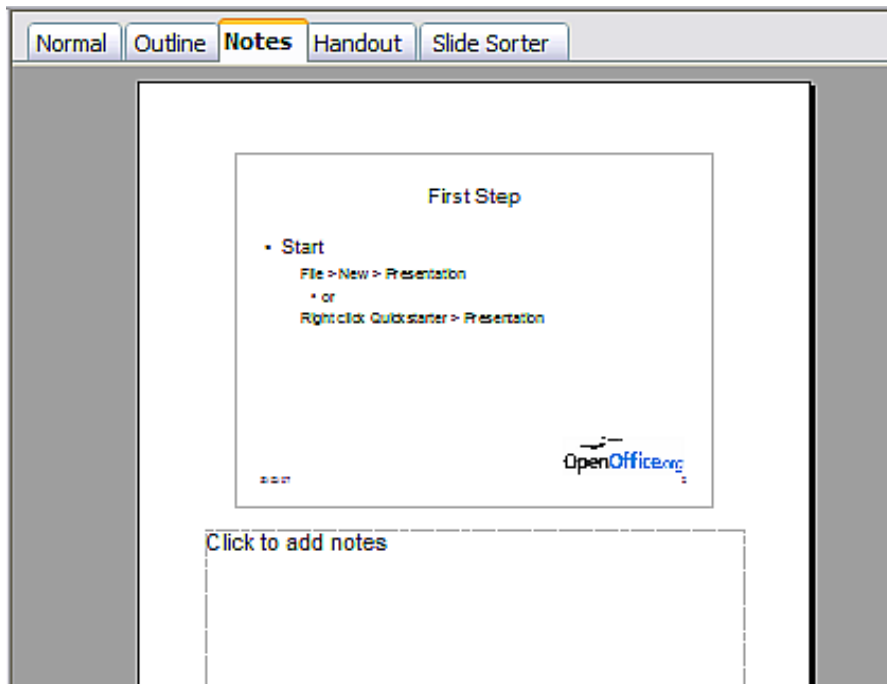 Normal Outline Notes Handout Slide Sorter
First Step
• Start
File > New > Presentation
• or
Right click Quickstarter > Presentation
OpenOffice.org
Click to add notes